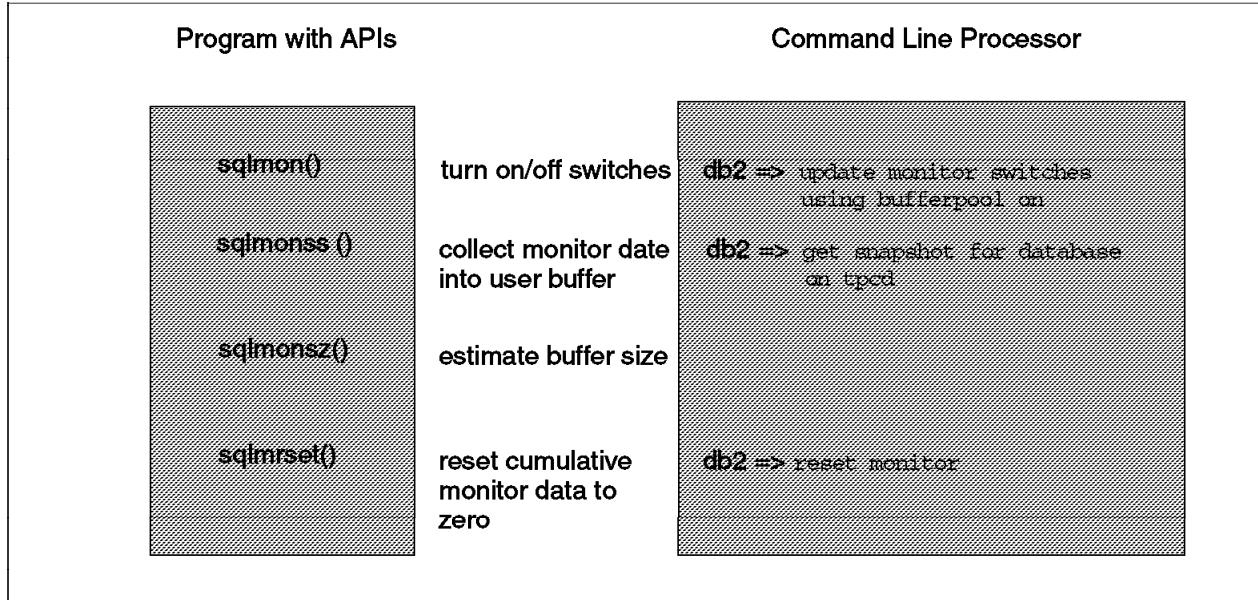 Program with APIs
Command Line Processor
sqlmon()
turn on/off switches
db2 => update monitor switches
using bufferpool on
sqlmonss ()
collect monitor date
into user buffer
db2 => get snapshot for database
on tpcd
sqlmonsz()
estimate buffer size
sqlmrset()
reset cumulative
monitor data to
zero
db2 => reset monitor